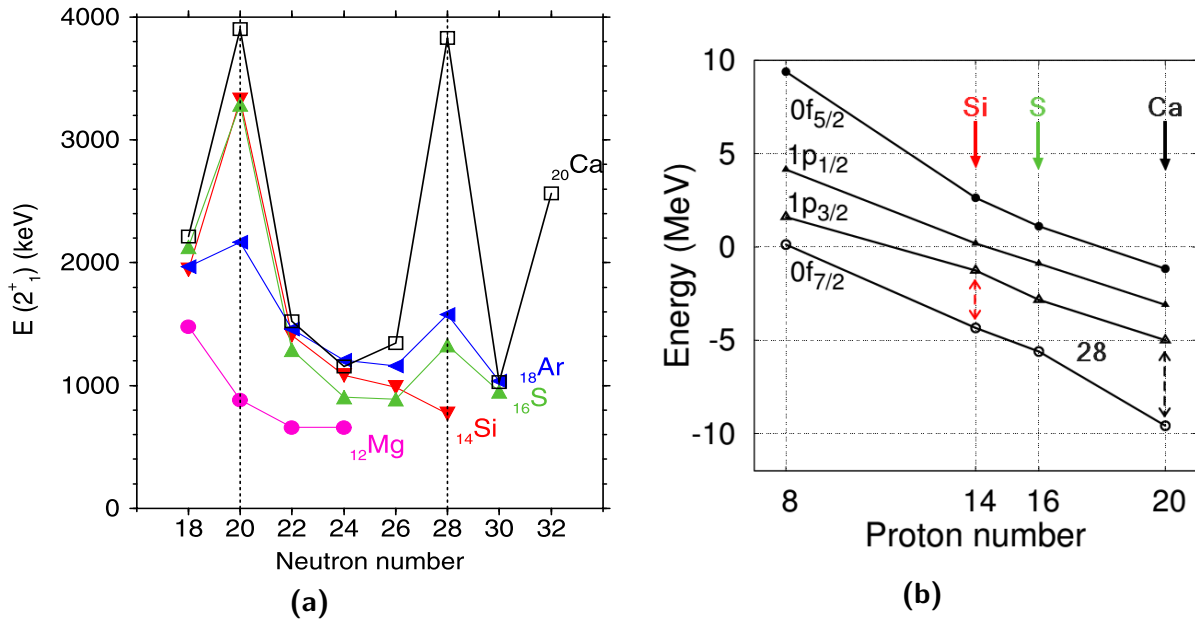 4000
3000
2000
1000
0
E (2⁺₁) (keV)
18 20 22 24 26 28 30 32
Neutron number
₂₀Ca
₁₈Ar
₁₆S
₁₄Si
₁₂Mg
(a)
10
5
0
-5
-10
Energy (MeV)
Si
S
Ca
0f₅/₂
1p₁/₂
1p₃/₂
0f₇/₂
28
8 14 16 20
Proton number
(b)